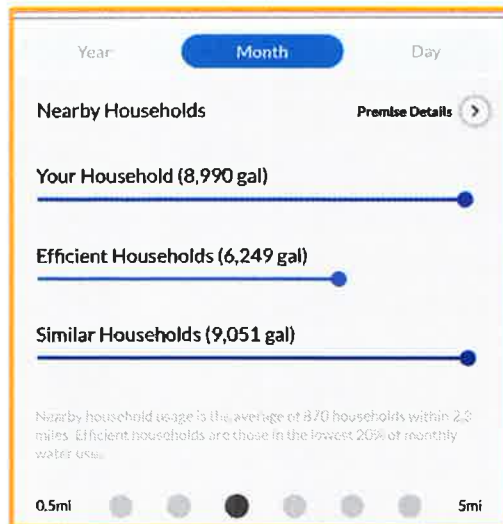 Year Month Day
Nearby Households Premise Details
Your Household (8,990 gal)
Efficient Households (6,249 gal)
Similar Households (9,051 gal)
Nearby household usage is the average of 870 households within 2.3
miles. Efficient households are those in the lowest 20% of monthly
water use.
0.5mi 5mi